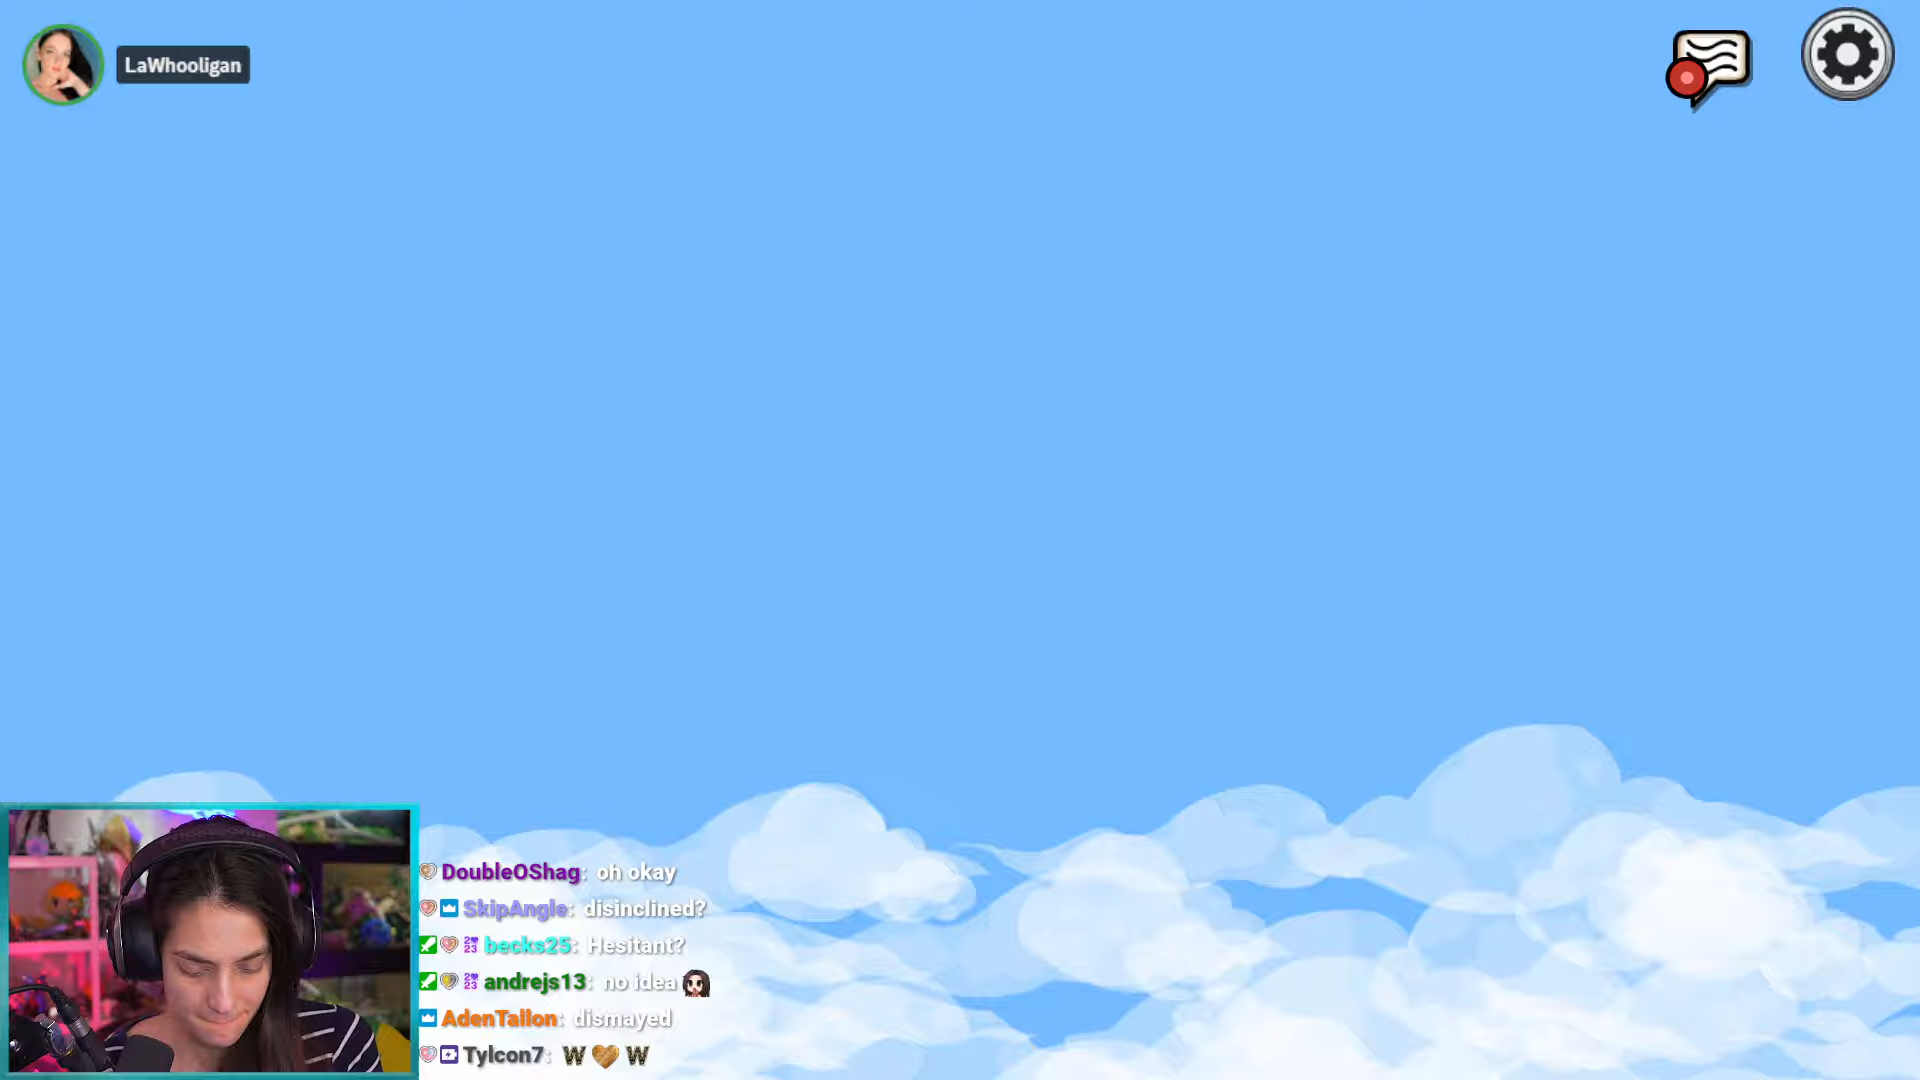 LaWhooligan
DoubleOShag: oh okay
SkipAngle: disinclined?
becks25: Hesitant?
andrejs13: no idea
AdenTallon: dismayed
Tylcon7: W W